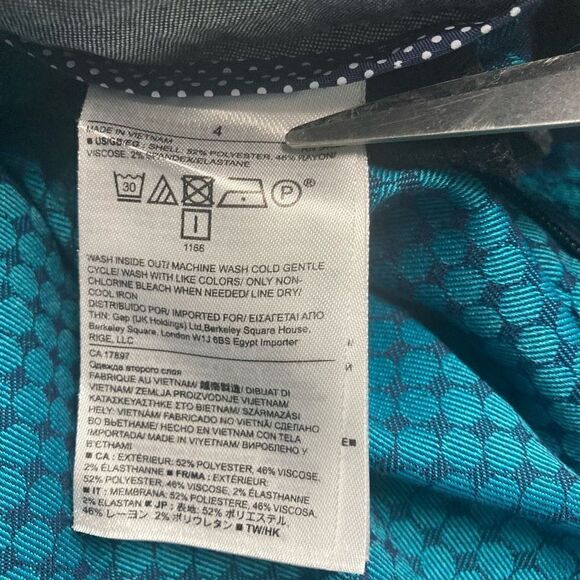 4
MADE IN VIETNAM
■ US/GB/EG : SHELL: 52% POLYESTER, 46% RAYON/
VISCOSE, 2% SPANDEX/ELASTANE
30 P ®
1166
WASH INSIDE OUT/ MACHINE WASH COLD GENTLE
CYCLE/ WASH WITH LIKE COLORS/ ONLY NON-
CHLORINE BLEACH WHEN NEEDED/ LINE DRY/
COOL IRON
DISTRIBUIDO POR/ IMPORTED FOR/ ΕΙΣΑΓΕΤΑΙ ΑΠΟ
ΤΗΝ: Gap (UK Holdings) Ltd,Berkeley Square House,
Berkeley Square, London W1J 6BS Egypt Importer
RIGE, LLC
CA 17897
Одежда второго слоя
FABRIQUÉ AU VIETNAM/ 越南製造/ DIBUAT DI
VIETNAM/ ZEMLJA PROIZVODNJE VIJETNAM/
ΚΑΤΑΣΚΕΥΑΣΤΗΚΕ ΣΤΟ ΒΙΕΤΝΑΜ/ SZÁRMAZÁSI
HELY: VIETNAM/ FABRICADO NO VIETNÃ/ СДЕЛАНО
ВО ВЬЕТНАМЕ/ HECHO EN VIETNAM CON TELA
IMPORTADA/ MADE IN VIYETNAM/ ВИРОБЛЕНО У
В'ЄТНАМІ
■ CA : EXTÉRIEUR: 52% POLYESTER, 46% VISCOSE,
2% ÉLASTHANNE ■ FR/MA : EXTÉRIEUR: 52%
POLYESTER, 46% VISCOSE, 2% ÉLASTHANNE
■ IT : MEMBRANA: 52% POLIESTERE, 46% VISCOSE,
2% ELASTAN ■ JP : 表地: 52% ポリエステル
46% レーヨン 2% ポリウレタン ■ TW/HK